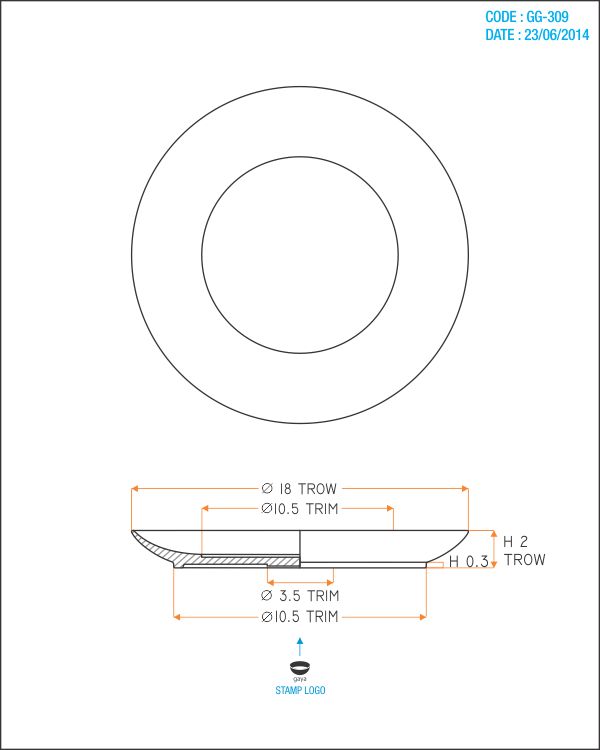 CODE : GG-309
DATE : 23/06/2014
Ø 18 TROW
Ø10.5 TRIM
H 2
TROW
H 0.3
Ø 3.5 TRIM
Ø10.5 TRIM
gaya
STAMP LOGO